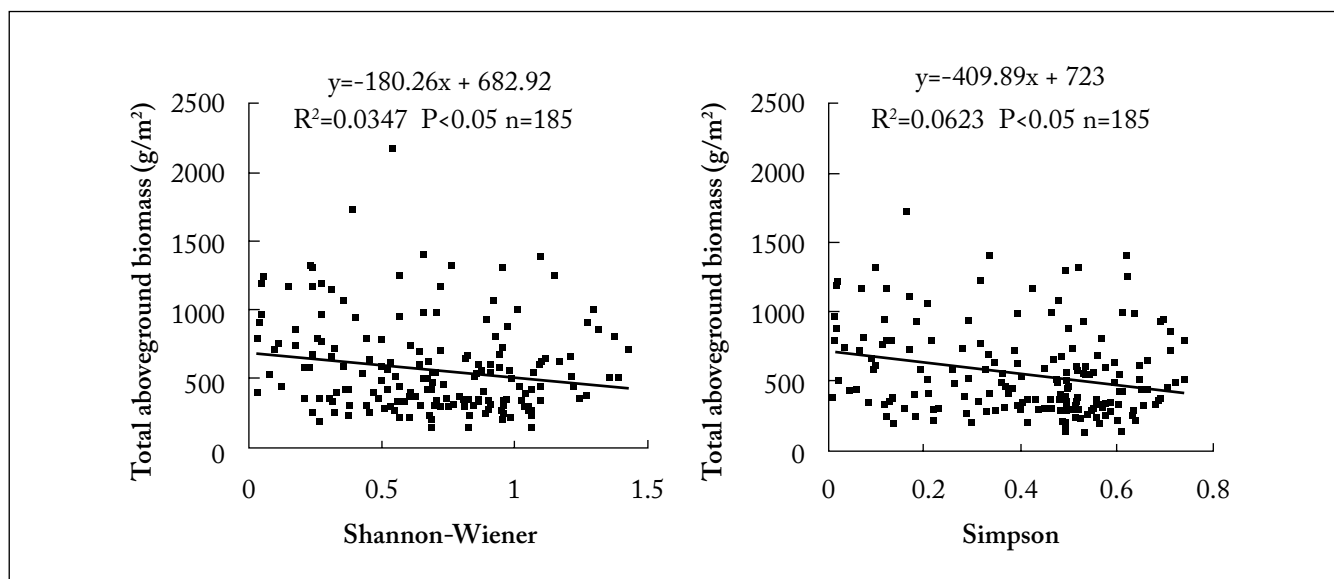 y=-180.26x + 682.92
R²=0.0347 P<0.05 n=185
Total aboveground biomass (g/m²)
2500
2000
1500
1000
500
0
0 0.5 1 1.5
Shannon-Wiener
y=-409.89x + 723
R²=0.0623 P<0.05 n=185
Total aboveground biomass (g/m²)
2500
2000
1500
1000
500
0
0 0.2 0.4 0.6 0.8
Simpson